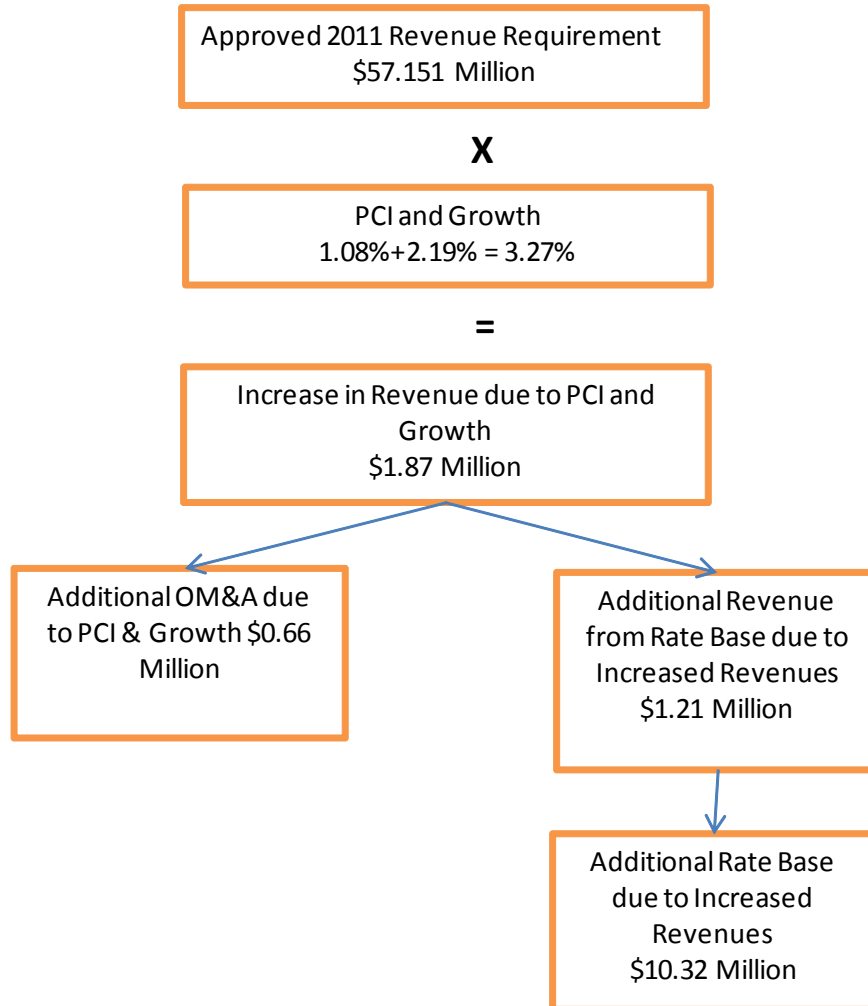 Approved 2011 Revenue Requirement
$57.151 Million
X
PCI and Growth
1.08%+2.19% = 3.27%
=
Increase in Revenue due to PCI and
Growth
$1.87 Million
Additional OM&A due
to PCI & Growth $0.66
Million
Additional Revenue
from Rate Base due to
Increased Revenues
$1.21 Million
Additional Rate Base
due to Increased
Revenues
$10.32 Million